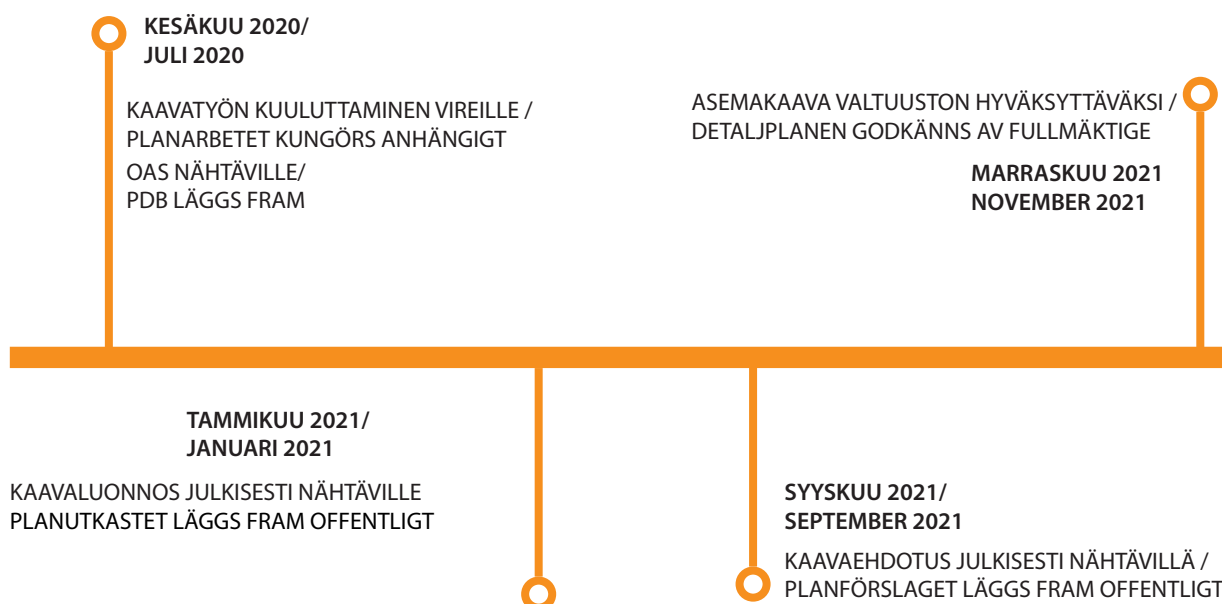 KESÄKUU 2020/
JULI 2020
KAAVATYÖN KUULUTTAMINEN VIREILLE /
PLANARBETET KUNGÖRS ANHÄNGIGT
OAS NÄHTÄVILLE/
PDB LÄGGS FRAM
ASEMAKAAVA VALTUUSTON HYVÄKSYTTÄVÄKSI /
DETALJPLANEN GODKÄNNS AV FULLMÄKTIGE
MARRASKUU 2021
NOVEMBER 2021
TAMMIKUU 2021/
JANUARI 2021
KAAVALUONNOS JULKISESTI NÄHTÄVILLE
PLANUTKASTET LÄGGS FRAM OFFENTLIGT
SYYSKUU 2021/
SEPTEMBER 2021
KAAVAEHDOTUS JULKISESTI NÄHTÄVILLÄ /
PLANFÖRSLAGET LÄGGS FRAM OFFENTLIGT